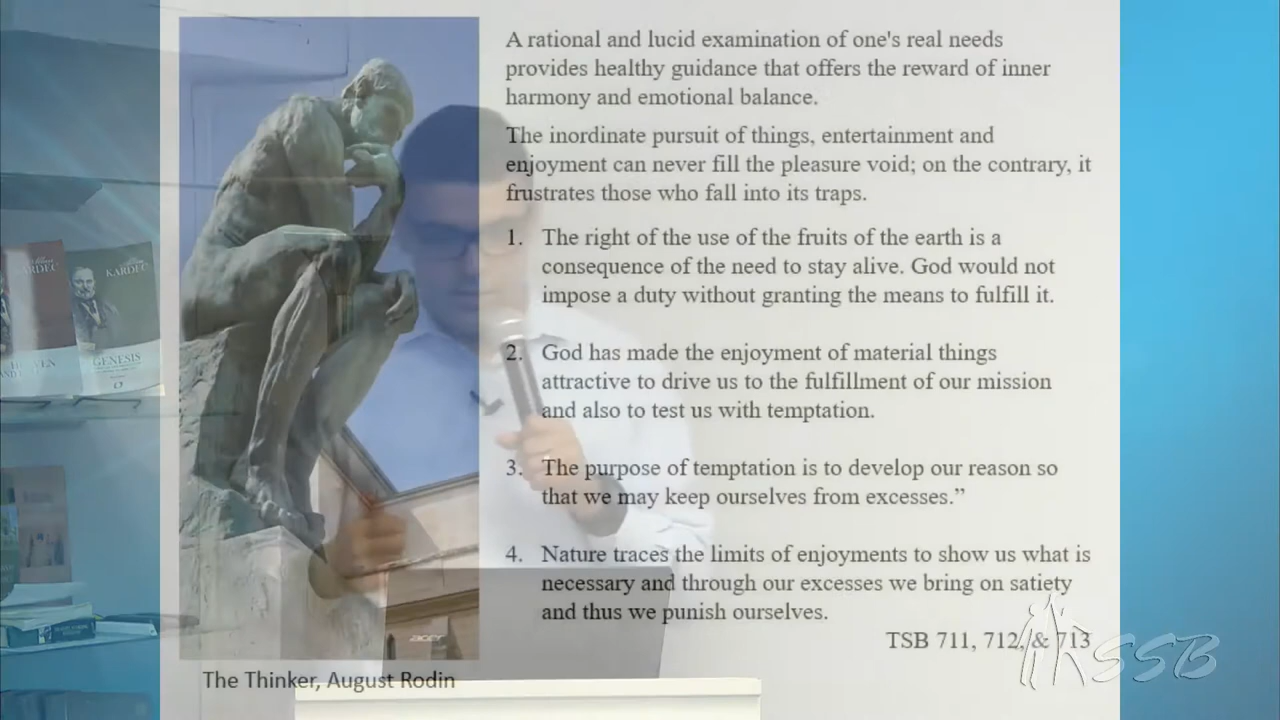 A rational and lucid examination of one's real needs
provides healthy guidance that offers the reward of inner
harmony and emotional balance.
The inordinate pursuit of things, entertainment and
enjoyment can never fill the pleasure void; on the contrary, it
frustrates those who fall into its traps.
1. The right of the use of the fruits of the earth is a
consequence of the need to stay alive. God would not
impose a duty without granting the means to fulfill it.
2. God has made the enjoyment of material things
attractive to drive us to the fulfillment of our mission
and also to test us with temptation.
3. The purpose of temptation is to develop our reason so
that we may keep ourselves from excesses.”
4. Nature traces the limits of enjoyments to show us what is
necessary and through our excesses we bring on satiety
and thus we punish ourselves.
TSB 711, 712, & 713
The Thinker, August Rodin
KARDEC
KARDEC
GENESIS
acer
SSB